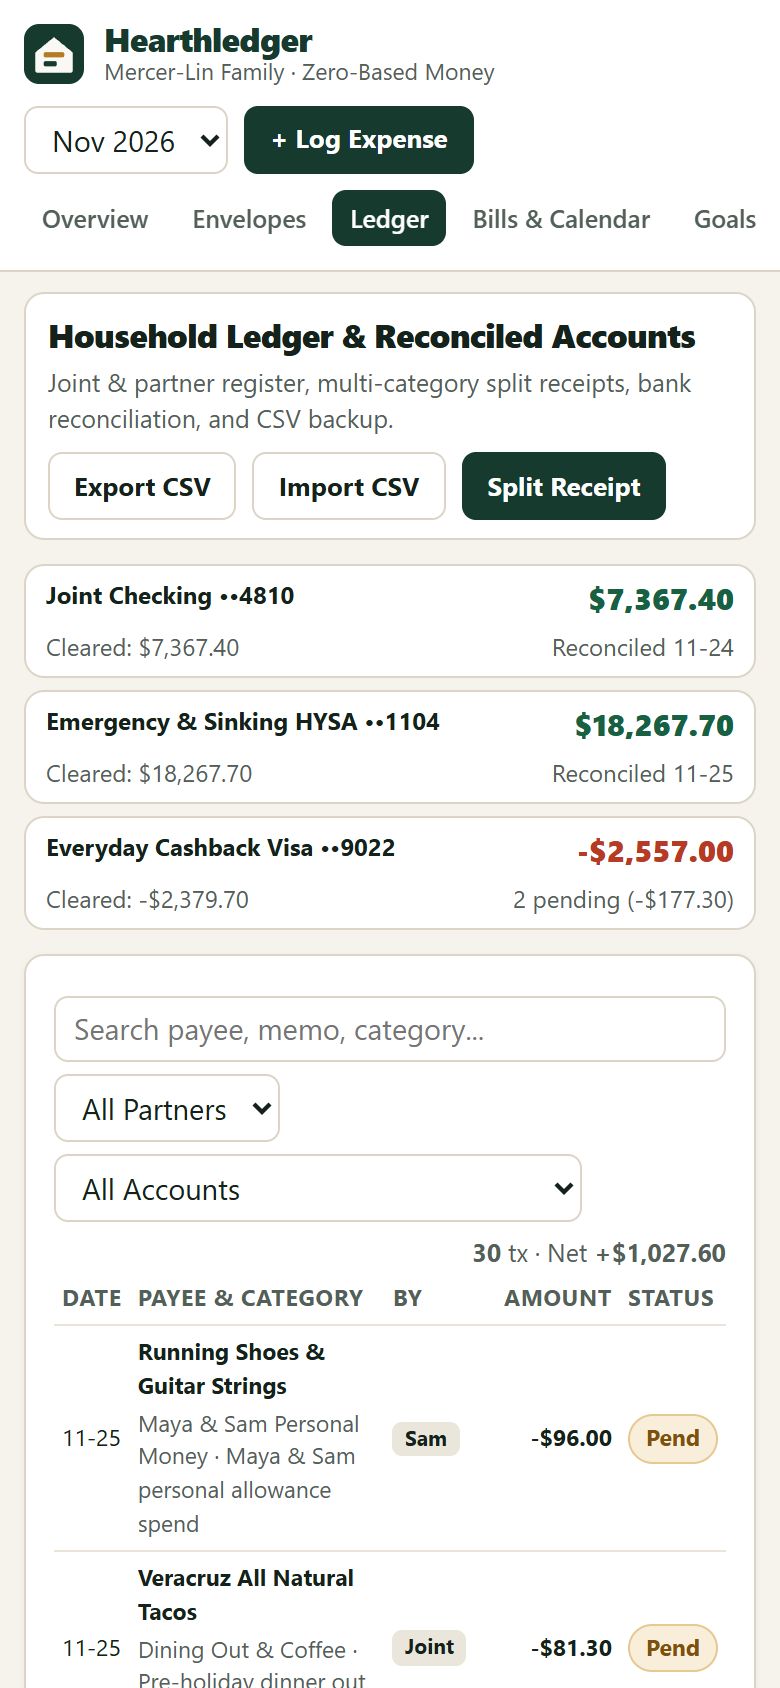 Hearthledger
Mercer-Lin Family · Zero-Based Money
Nov 2026
+ Log Expense
Overview Envelopes Ledger Bills & Calendar Goals
Household Ledger & Reconciled Accounts
Joint & partner register, multi-category split receipts, bank
reconciliation, and CSV backup.
Export CSV Import CSV Split Receipt
Joint Checking ••4810 $7,367.40
Cleared: $7,367.40 Reconciled 11-24
Emergency & Sinking HYSA ••1104 $18,267.70
Cleared: $18,267.70 Reconciled 11-25
Everyday Cashback Visa ••9022 -$2,557.00
Cleared: -$2,379.70 2 pending (-$177.30)
Search payee, memo, category...
All Partners
All Accounts
30 tx · Net +$1,027.60
DATE PAYEE & CATEGORY BY AMOUNT STATUS
Running Shoes &
Guitar Strings
Maya & Sam Personal
11-25 Money · Maya & Sam Sam -$96.00 Pend
personal allowance
spend
Veracruz All Natural
Tacos
11-25 Dining Out & Coffee · Joint -$81.30 Pend
Pre-holiday dinner out